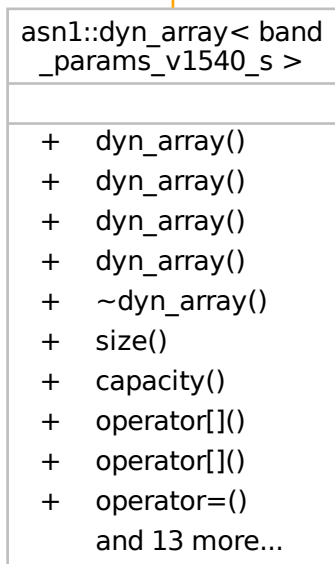 asn1::dyn_array< band
_params_v1540_s >
+ dyn_array()
+ dyn_array()
+ dyn_array()
+ dyn_array()
+ ~dyn_array()
+ size()
+ capacity()
+ operator[]()
+ operator[]()
+ operator=()
and 13 more...